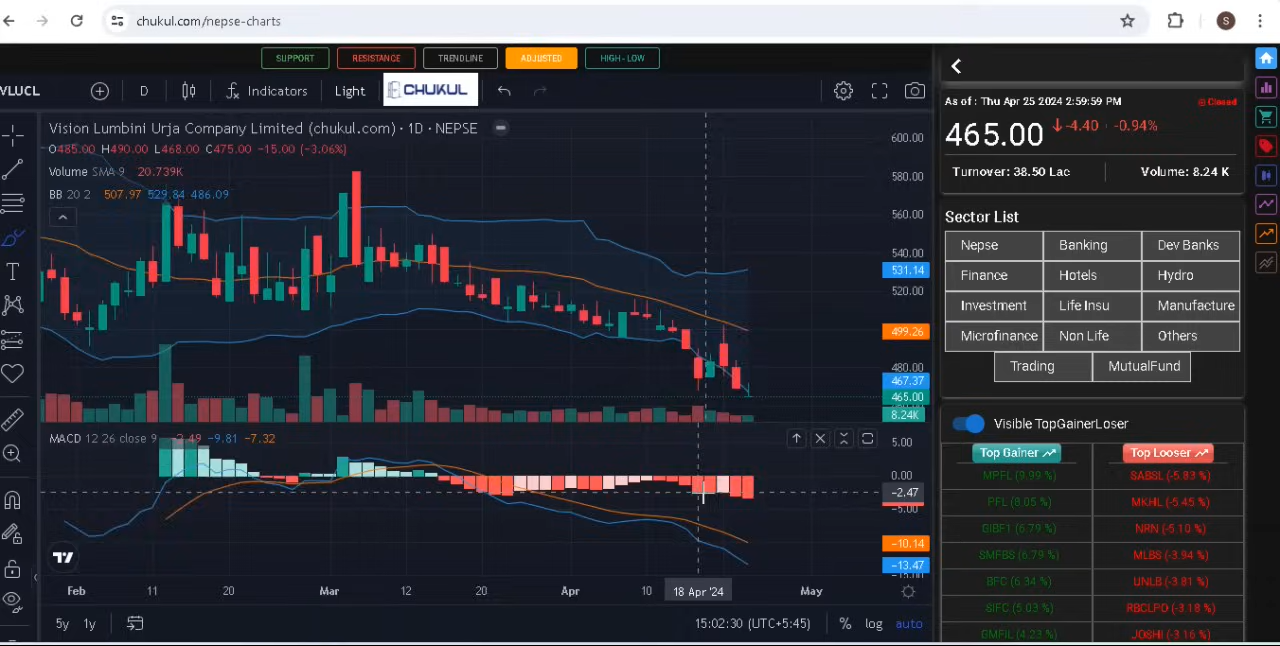 chukul.com/nepse-charts
S
SUPPORT RESISTANCE TRENDLINE ADJUSTED HIGH-LOW
VLUCL D Indicators Light CHUKUL
Vision Lumbini Urja Company Limited (chukul.com) · 1D · NEPSE
O485.00 H490.00 L468.00 C475.00 −15.00 (−3.06%)
Volume SMA 9 20.739K
BB 20 2 507.97 529.84 486.09
600.00
580.00
560.00
540.00
531.14
520.00
499.26
480.00
467.37
465.00
8.24K
MACD 12 26 close 9 −2.49 −9.81 −7.32
5.00
0.00
−2.47
−5.00
−10.14
−13.47
−15.00
Feb 11 20 Mar 12 20 Apr 10 18 Apr '24 May
5y 1y 15:02:30 (UTC+5:45) % log auto
As of : Thu Apr 25 2024 2:59:59 PM Closed
465.00 -4.40 · -0.94%
Turnover: 38.50 Lac Volume: 8.24 K
Sector List
Nepse Banking Dev Banks
Finance Hotels Hydro
Investment Life Insu Manufacture
Microfinance Non Life Others
Trading MutualFund
Visible TopGainerLoser
Top Gainer Top Looser
MPFL (9.99 %) SABSL (-5.83 %)
PFL (8.05 %) MKHL (-5.45 %)
GIBF1 (6.79 %) NRN (-5.10 %)
SMFBS (6.79 %) MLBS (-3.94 %)
BFC (6.34 %) UNLB (-3.81 %)
SIFC (5.03 %) RBCLPO (-3.18 %)
GMFIL (4.23 %) JOSHI (-3.16 %)